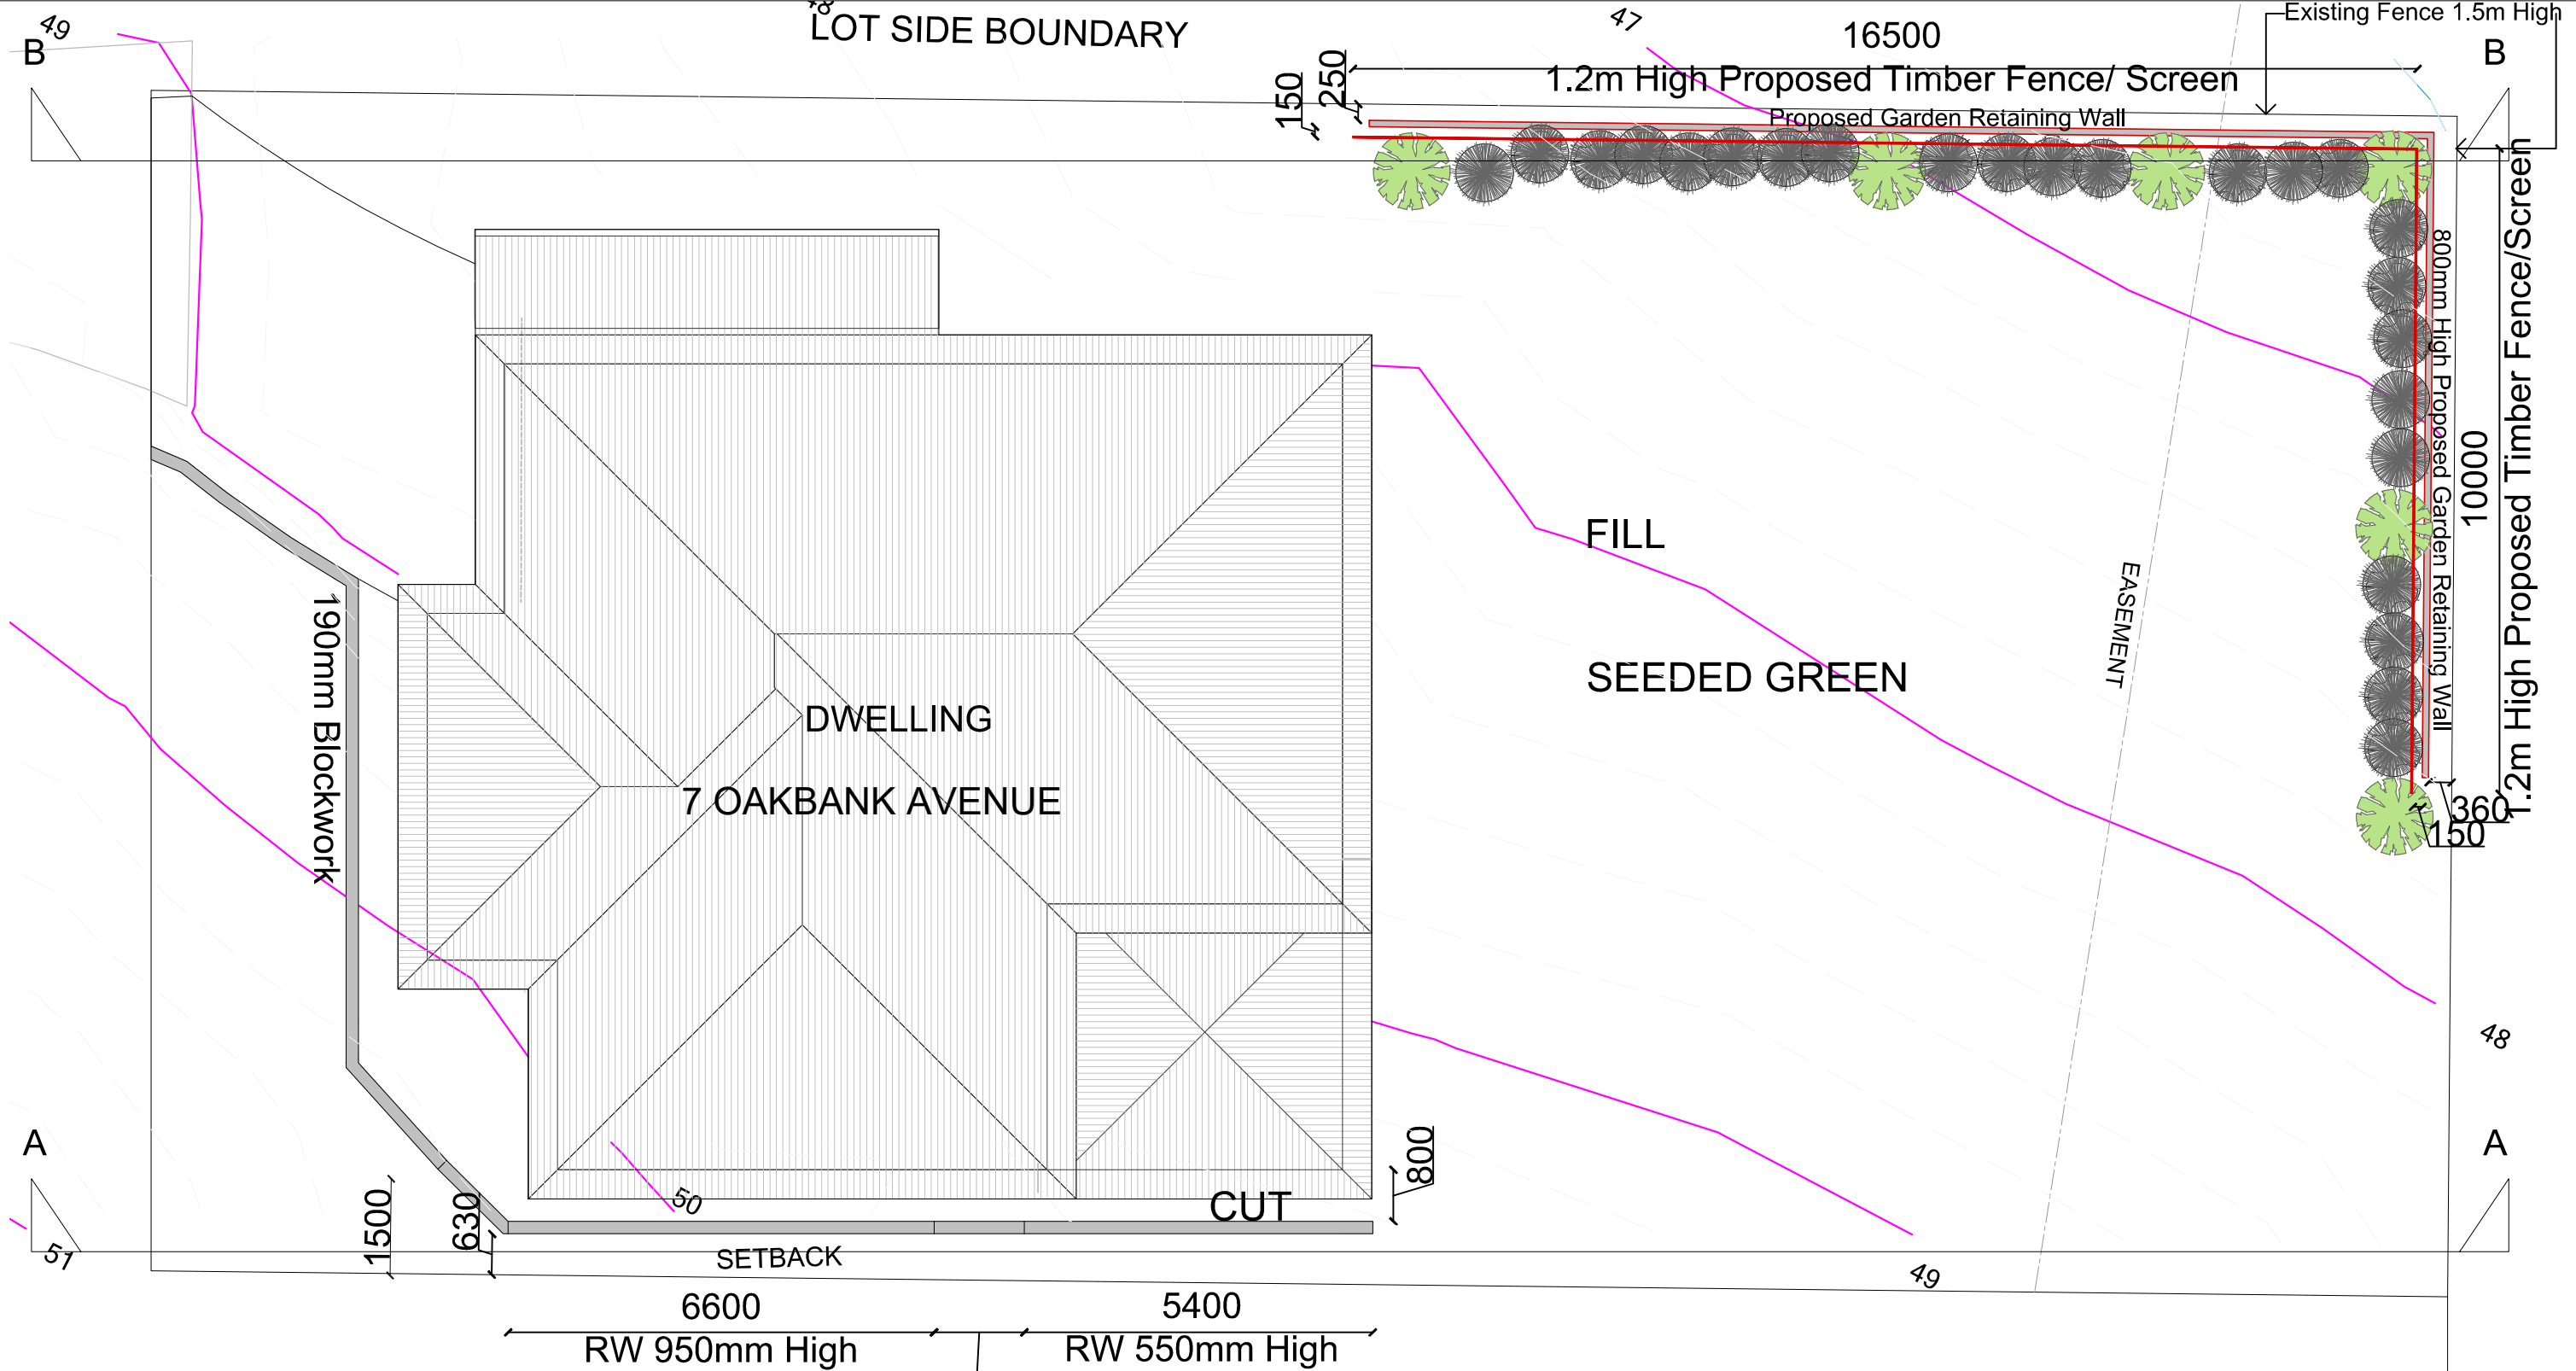 49
48
LOT SIDE BOUNDARY
47
16500
Existing Fence 1.5m High
B
B
150
250
1.2m High Proposed Timber Fence/ Screen
Proposed Garden Retaining Wall
800mm High Proposed Garden Retaining Wall
10000
1.2m High Proposed Timber Fence/Screen
FILL
EASEMENT
SEEDED GREEN
190mm Blockwork
DWELLING
7 OAKBANK AVENUE
360
150
48
A
A
800
1500
630
50
CUT
51
SETBACK
49
6600
5400
RW 950mm High
RW 550mm High